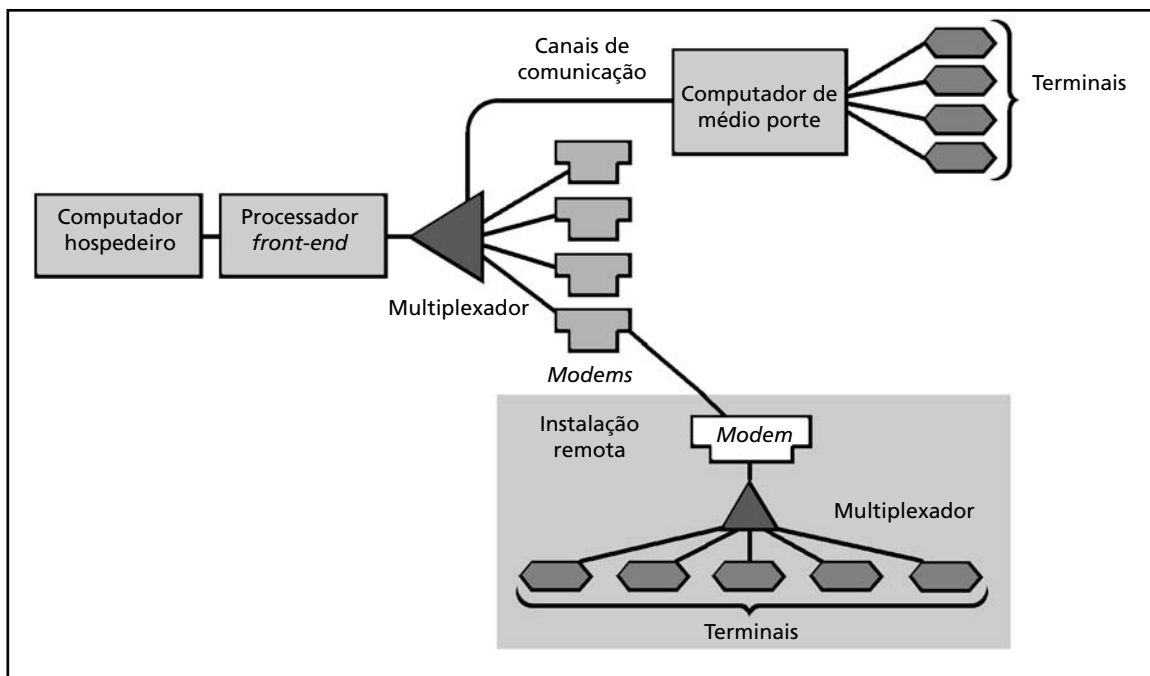 Canais de
comunicação
Computador de
médio porte
Terminais
Computador
hospedeiro
Processador
front-end
Multiplexador
Modems
Instalação
remota
Modem
Multiplexador
Terminais